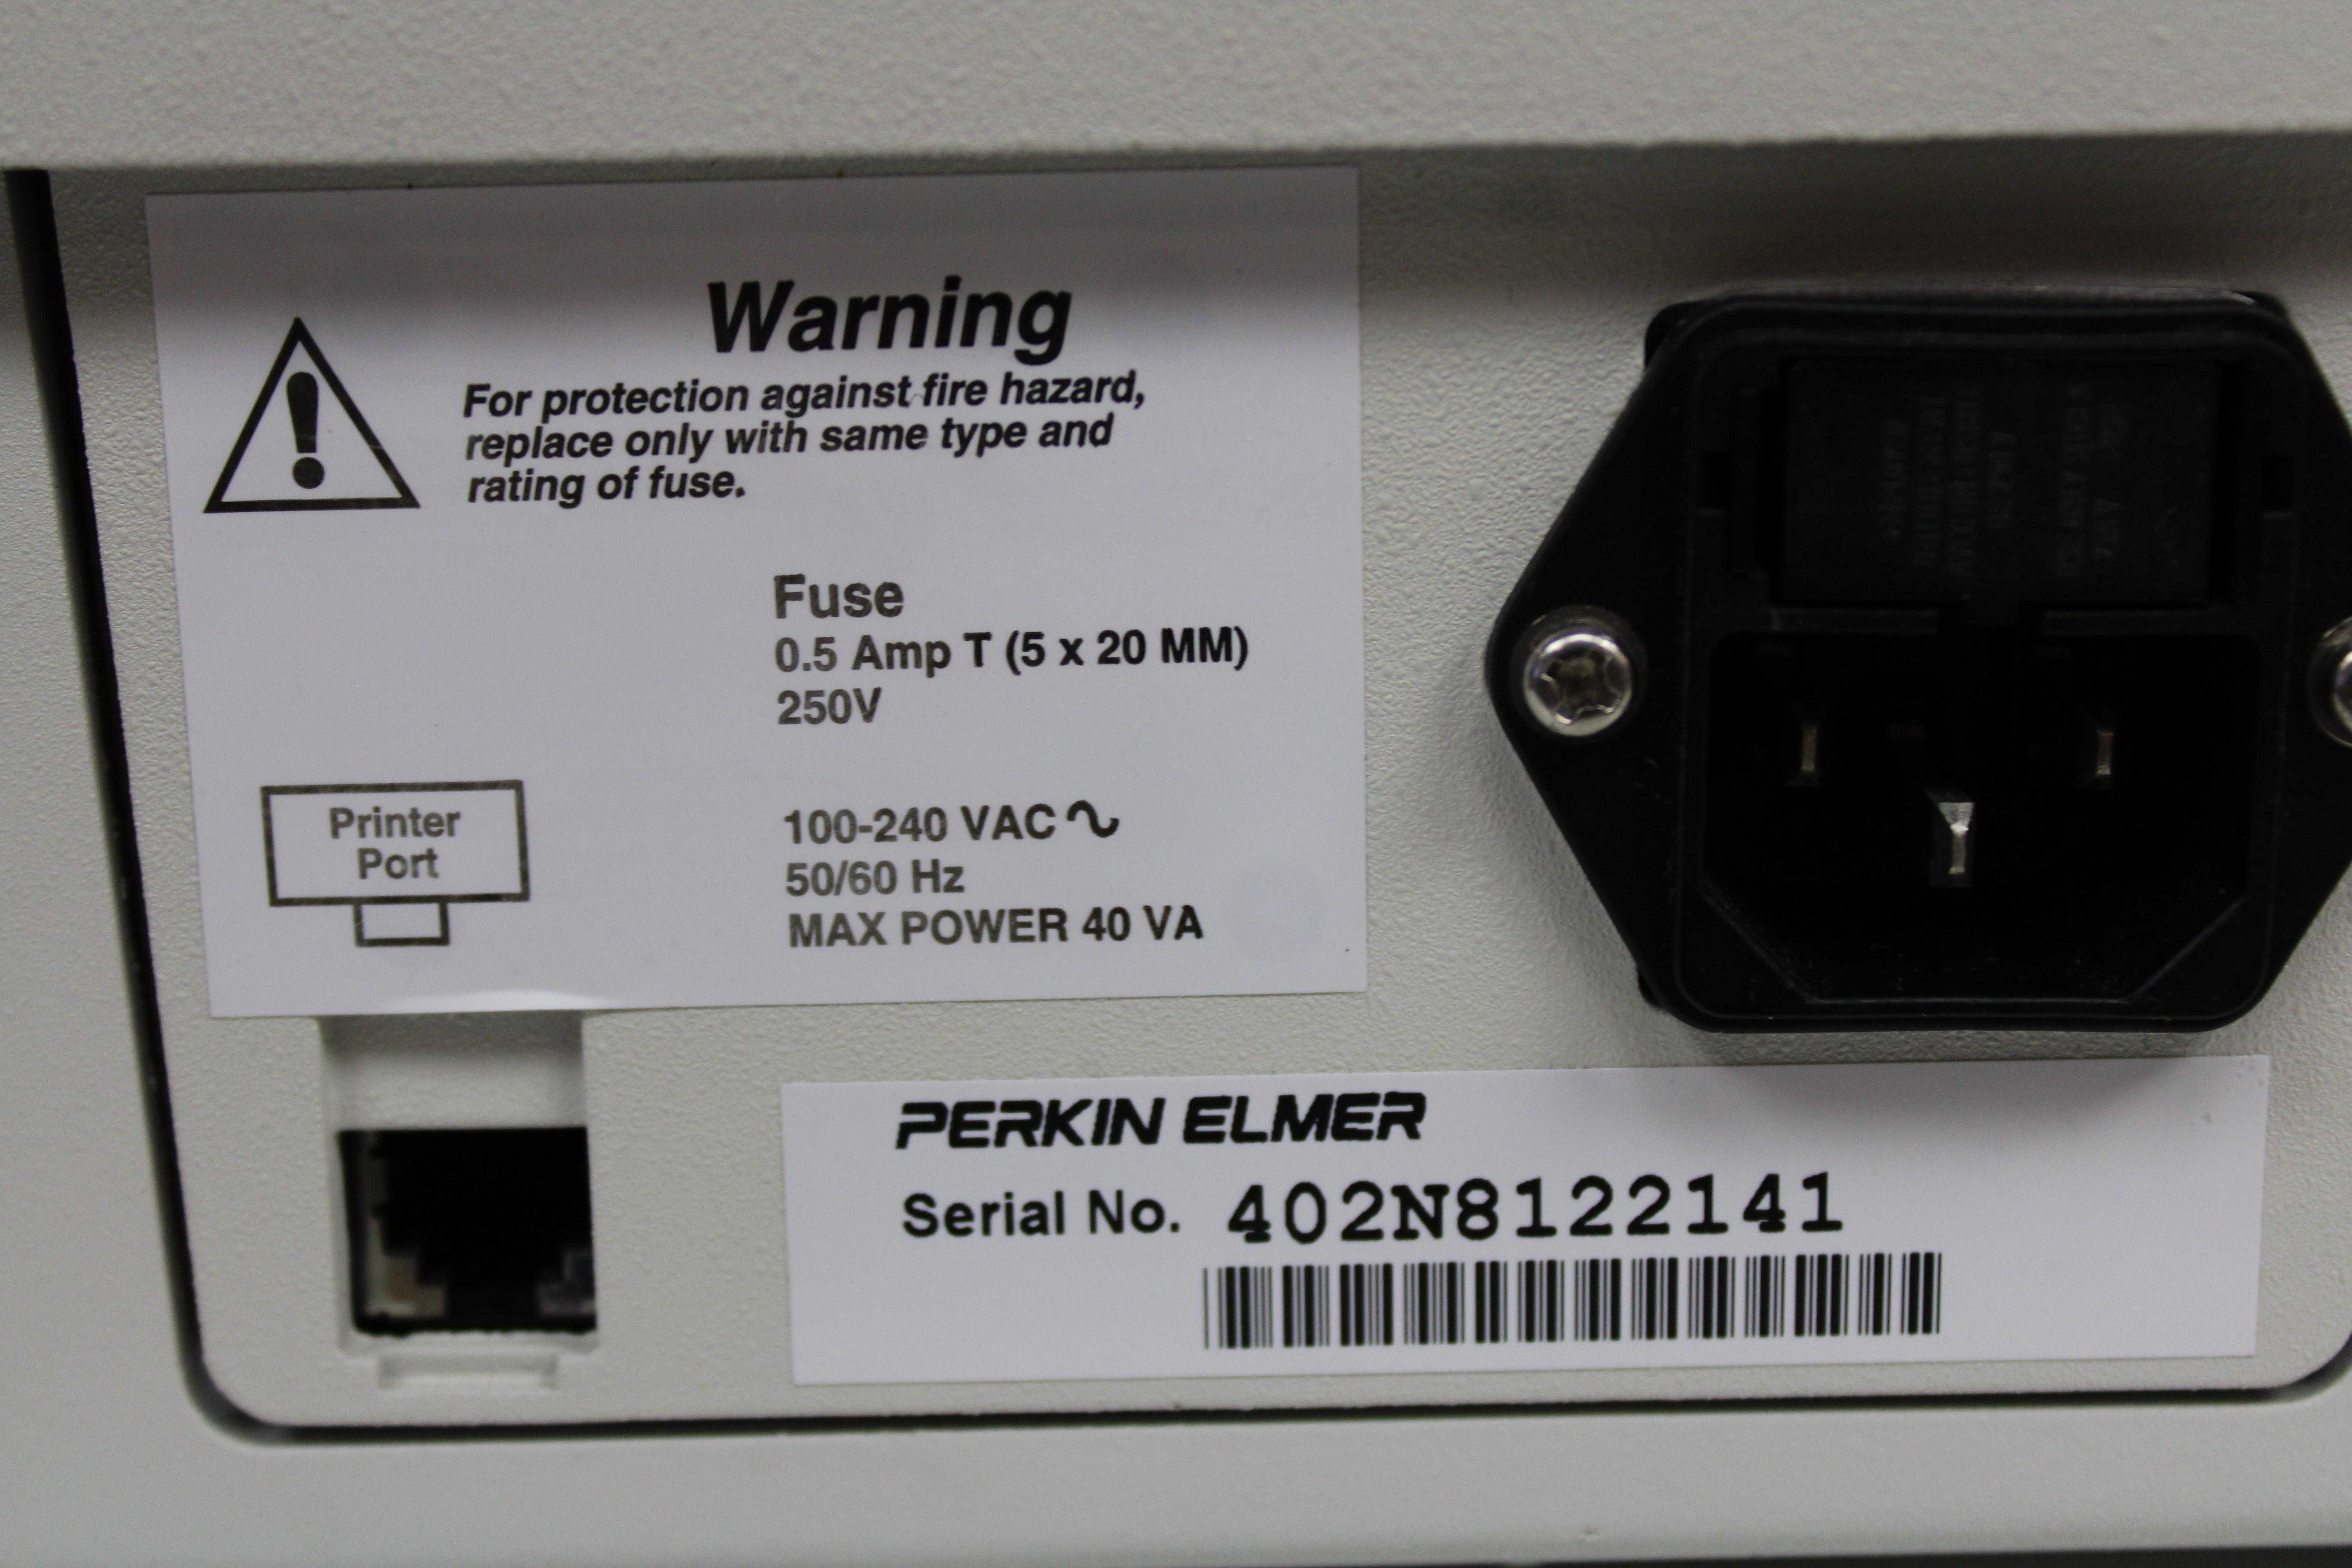 Warning
For protection against fire hazard,
replace only with same type and
rating of fuse.
Fuse
0.5 Amp T (5 x 20 MM)
250V
Printer
Port
100-240 VAC
50/60 Hz
MAX POWER 40 VA
PERKIN ELMER
Serial No. 402N8122141